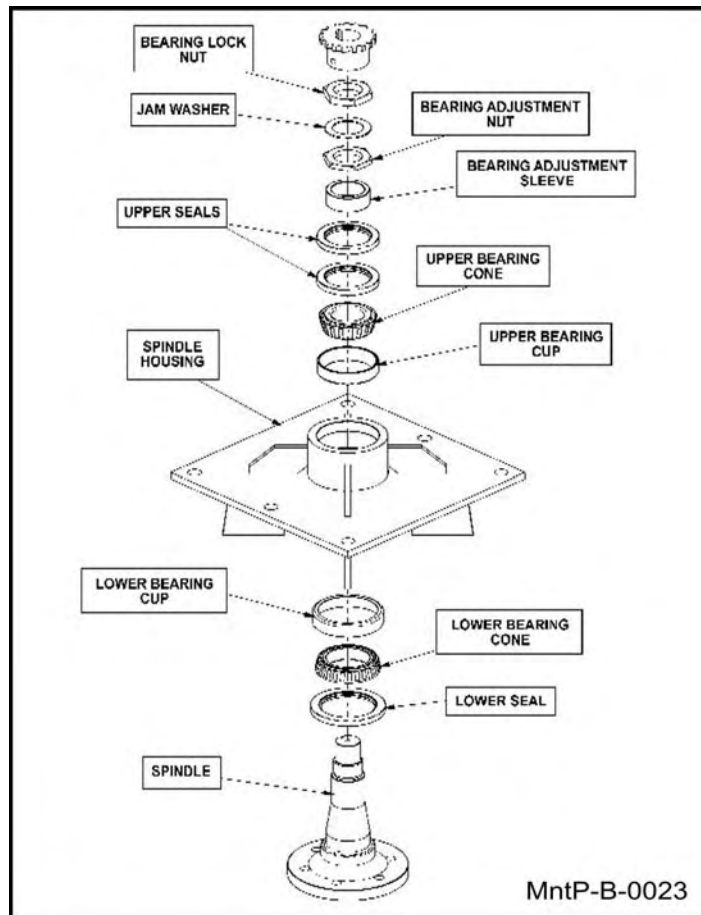 BEARING LOCK
NUT
JAM WASHER
BEARING ADJUSTMENT
NUT
BEARING ADJUSTMENT
SLEEVE
UPPER SEALS
UPPER BEARING
CONE
UPPER BEARING
CUP
SPINDLE
HOUSING
LOWER BEARING
CUP
LOWER BEARING
CONE
LOWER SEAL
SPINDLE
MntP-B-0023